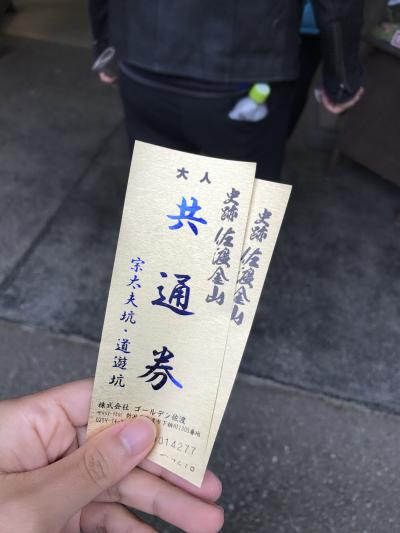 大人
史跡 佐渡金山
共通券
宗太夫坑・道遊坑
株式会社 ゴールデン佐渡
014277
史跡 佐渡金山